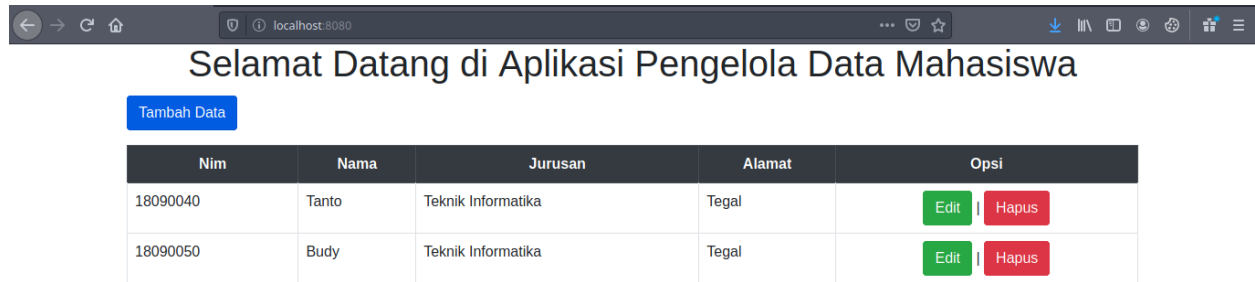 localhost:8080
Selamat Datang di Aplikasi Pengelola Data Mahasiswa
Tambah Data
Nim Nama Jurusan Alamat Opsi
18090040 Tanto Teknik Informatika Tegal Edit | Hapus
18090050 Budy Teknik Informatika Tegal Edit | Hapus